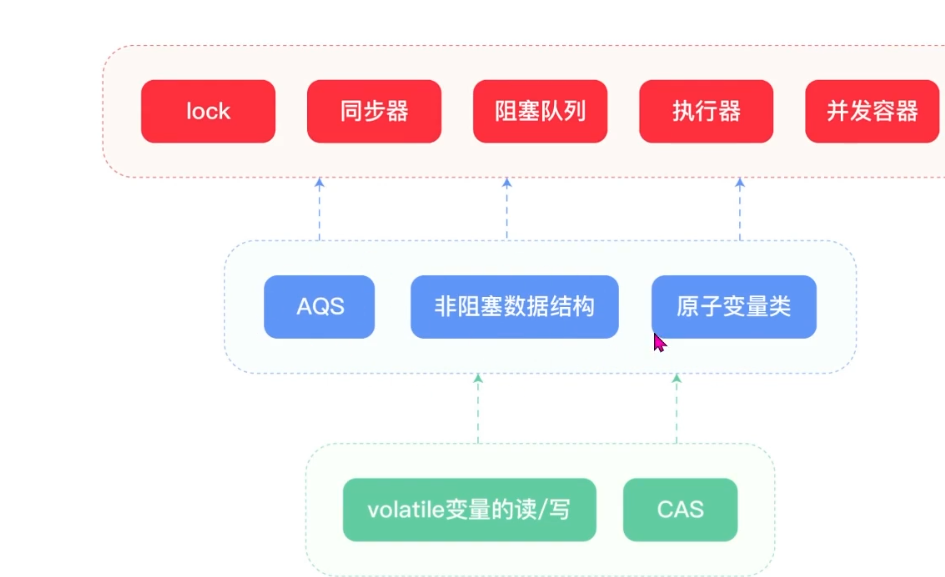 lock
同步器
阻塞队列
执行器
并发容器
AQS
非阻塞数据结构
原子变量类
volatile变量的读/写
CAS